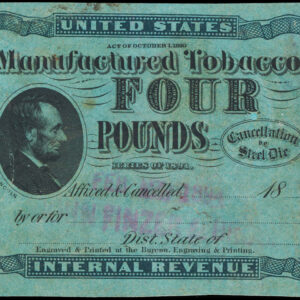 UNITED STATES
ACT OF OCTOBER 1, 1890
Manufactured Tobacco
FOUR
POUNDS
Cancellation
by
Steel Die
SERIES OF 1891.
Affixed & Cancelled, 18
by or for
Dist. State of
Engraved & Printed at the Bureau, Engraving & Printing.
INTERNAL REVENUE